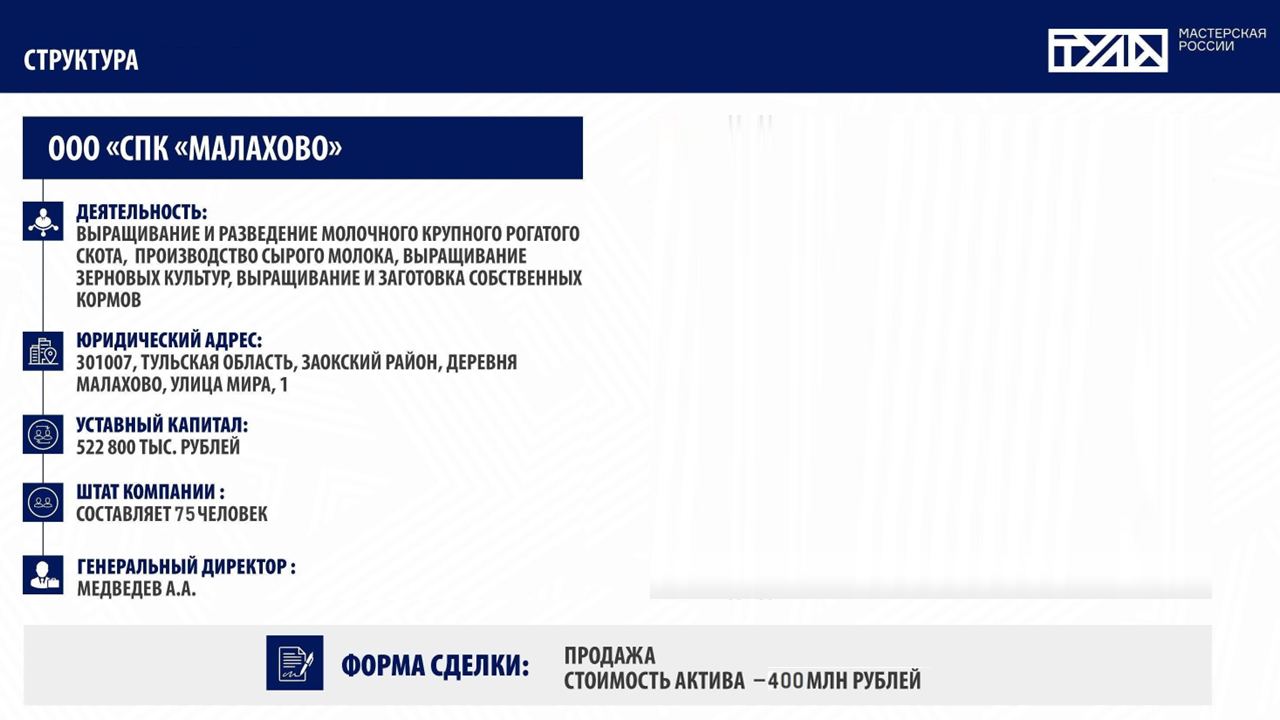 СТРУКТУРА
ТУЛА
МАСТЕРСКАЯ
РОССИИ
ООО «СПК «МАЛАХОВО»
ДЕЯТЕЛЬНОСТЬ:
ВЫРАЩИВАНИЕ И РАЗВЕДЕНИЕ МОЛОЧНОГО КРУПНОГО РОГАТОГО
СКОТА, ПРОИЗВОДСТВО СЫРОГО МОЛОКА, ВЫРАЩИВАНИЕ
ЗЕРНОВЫХ КУЛЬТУР, ВЫРАЩИВАНИЕ И ЗАГОТОВКА СОБСТВЕННЫХ
КОРМОВ
ЮРИДИЧЕСКИЙ АДРЕС:
301007, ТУЛЬСКАЯ ОБЛАСТЬ, ЗАОКСКИЙ РАЙОН, ДЕРЕВНЯ
МАЛАХОВО, УЛИЦА МИРА, 1
УСТАВНЫЙ КАПИТАЛ:
522 800 ТЫС. РУБЛЕЙ
ШТАТ КОМПАНИИ :
СОСТАВЛЯЕТ 75 ЧЕЛОВЕК
ГЕНЕРАЛЬНЫЙ ДИРЕКТОР :
МЕДВЕДЕВ А.А.
ФОРМА СДЕЛКИ:
ПРОДАЖА
СТОИМОСТЬ АКТИВА – 400 МЛН РУБЛЕЙ